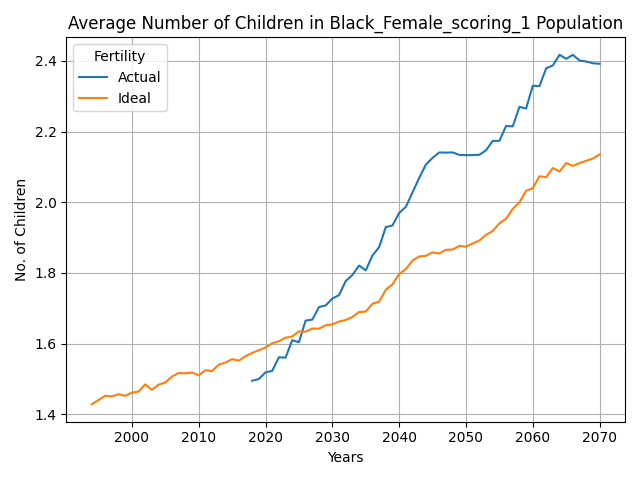 Average Number of Children in Black_Female_scoring_1 Population
Fertility
Actual
Ideal
No. of Children
2.4
2.2
2.0
1.8
1.6
1.4
2000 2010 2020 2030 2040 2050 2060 2070
Years